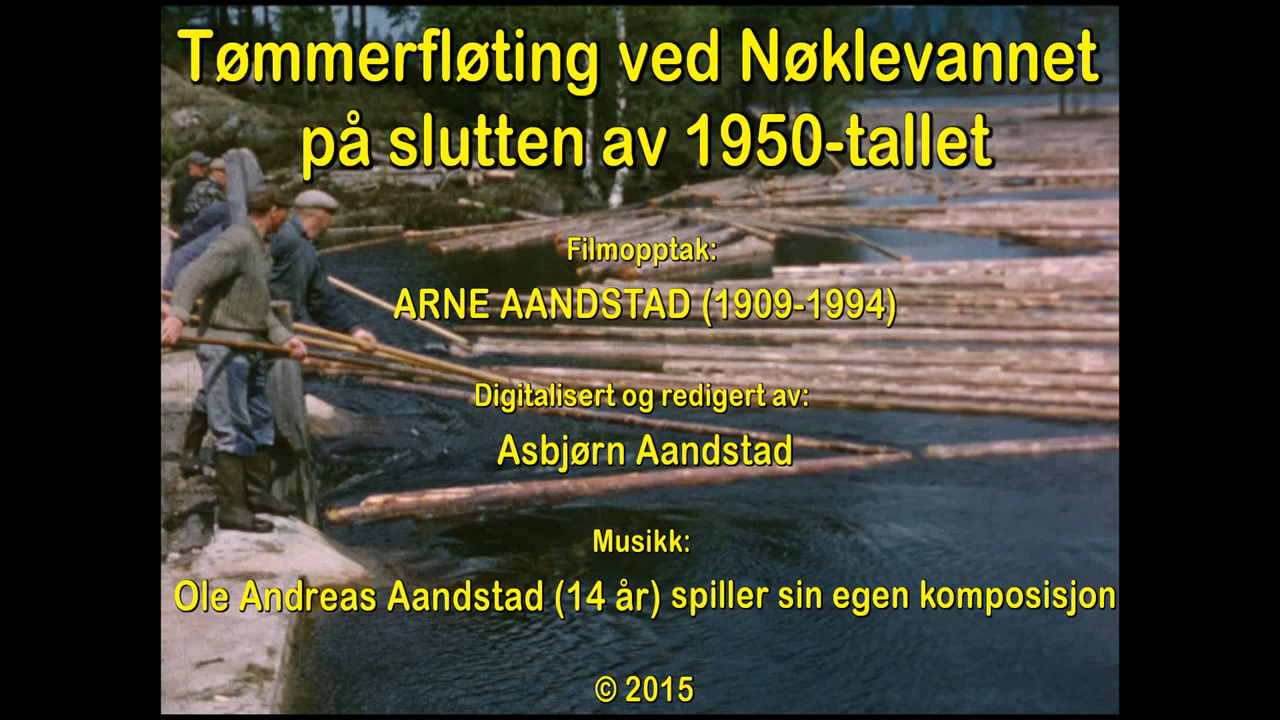 Tømmerfløting ved Nøklevannet
på slutten av 1950-tallet
Filmopptak:
ARNE AANDSTAD (1909-1994)
Digitalisert og redigert av:
Asbjørn Aandstad
Musikk:
Ole Andreas Aandstad (14 år) spiller sin egen komposisjon
© 2015